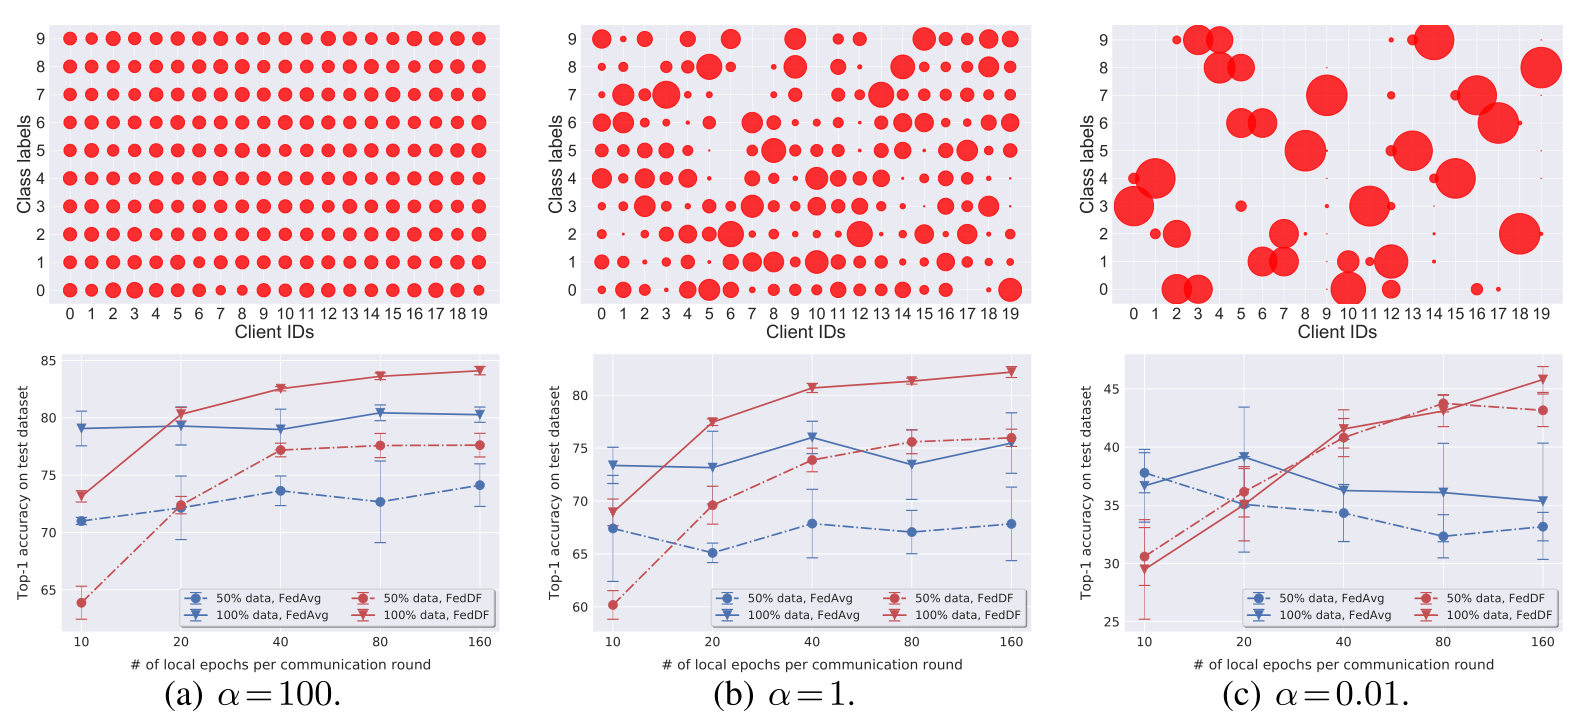 9
8
7
6
5
4
3
2
1
0
Class labels
0 1 2 3 4 5 6 7 8 9 10 11 12 13 14 15 16 17 18 19
Client IDs
9
8
7
6
5
4
3
2
1
0
Class labels
0 1 2 3 4 5 6 7 8 9 10 11 12 13 14 15 16 17 18 19
Client IDs
9
8
7
6
5
4
3
2
1
0
Class labels
0 1 2 3 4 5 6 7 8 9 10 11 12 13 14 15 16 17 18 19
Client IDs
85
80
75
70
65
Top-1 accuracy on test dataset
50% data, FedAvg 50% data, FedDF
100% data, FedAvg 100% data, FedDF
10 20 40 80 160
# of local epochs per communication round
(a) α=100.
80
75
70
65
60
Top-1 accuracy on test dataset
50% data, FedAvg 50% data, FedDF
100% data, FedAvg 100% data, FedDF
10 20 40 80 160
# of local epochs per communication round
(b) α=1.
45
40
35
30
25
Top-1 accuracy on test dataset
50% data, FedAvg 50% data, FedDF
100% data, FedAvg 100% data, FedDF
10 20 40 80 160
# of local epochs per communication round
(c) α=0.01.